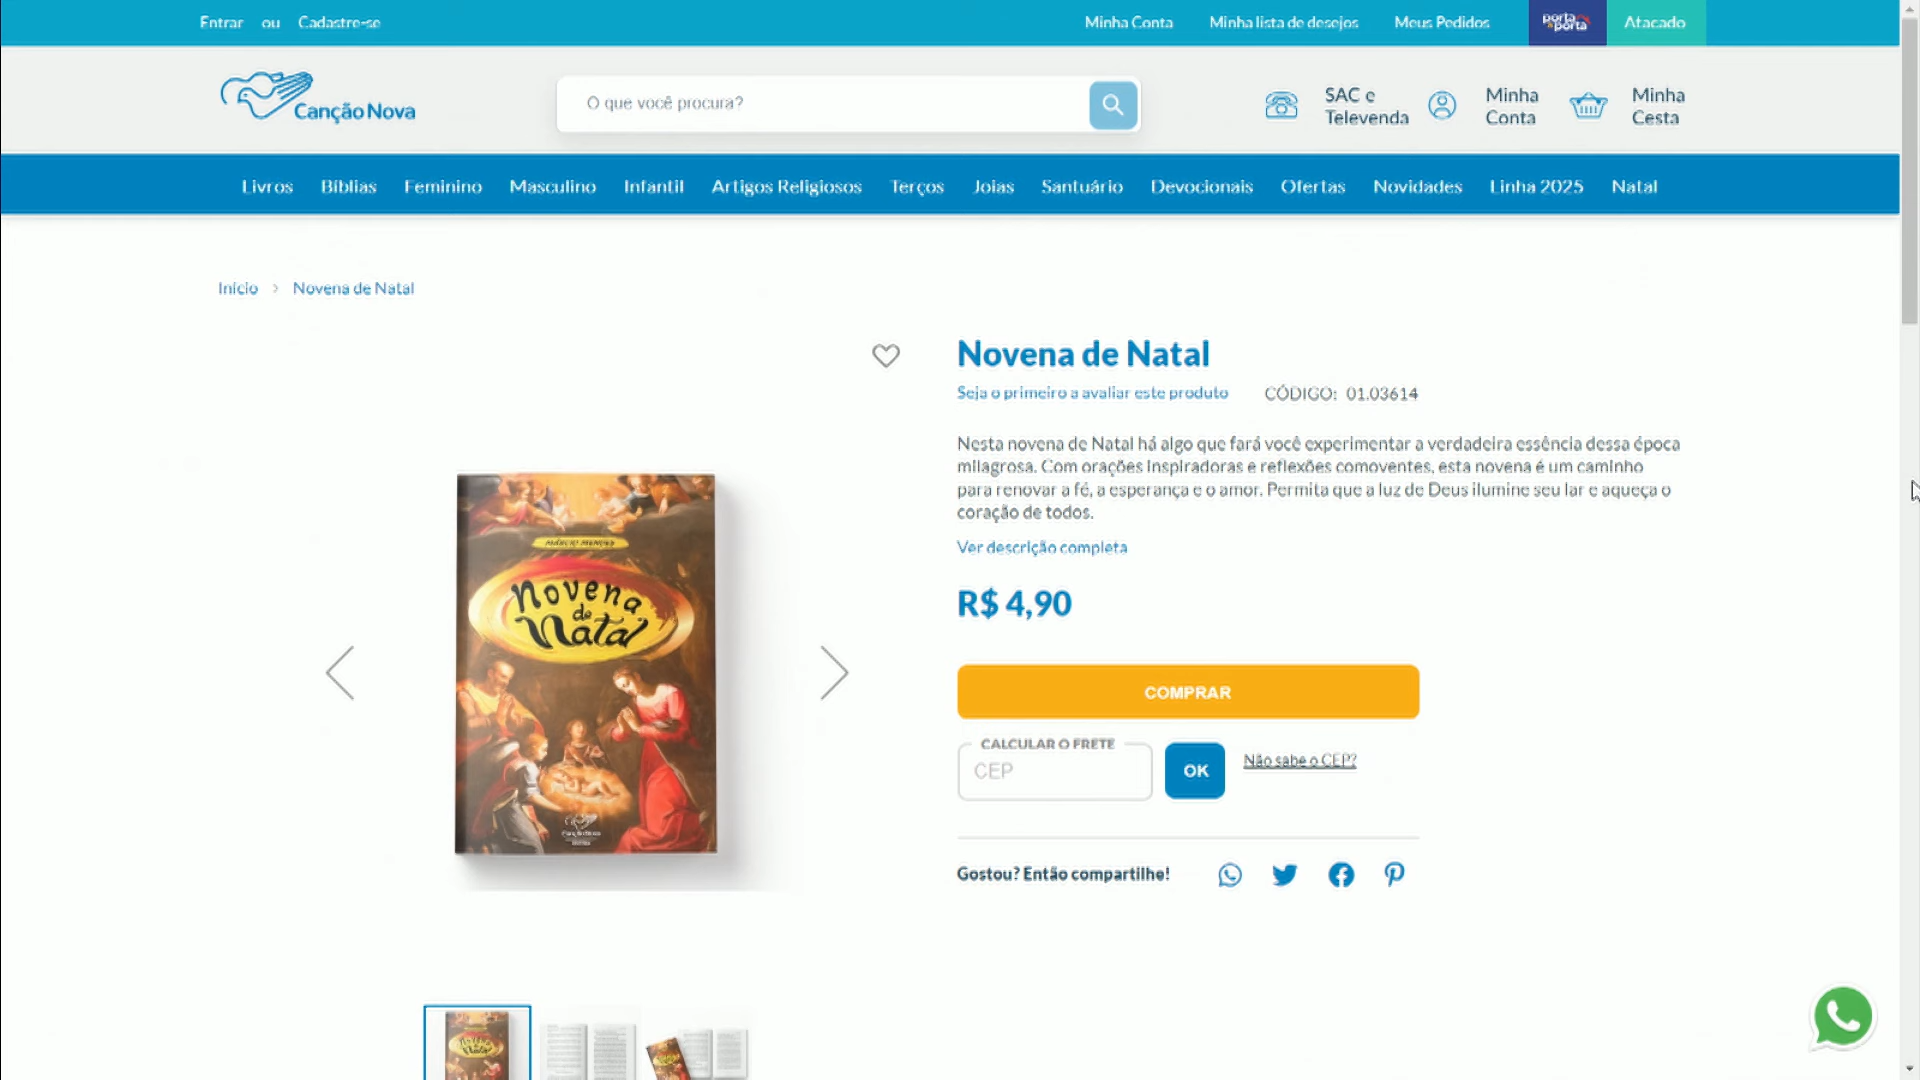 Entrar ou Cadastre-se
Minha Conta Minha lista de desejos Meus Pedidos porta a porta Atacado
Canção Nova
O que você procura?
SAC e Televenda
Minha Conta
Minha Cesta
Livros Bíblias Feminino Masculino Infantil Artigos Religiosos Terços Joias Santuário Devocionais Ofertas Novidades Linha 2025 Natal
Início > Novena de Natal
Novena de Natal
Seja o primeiro a avaliar este produto CÓDIGO: 01.03614
Nesta novena de Natal há algo que fará você experimentar a verdadeira essência dessa época
milagrosa. Com orações inspiradoras e reflexões comoventes, esta novena é um caminho
para renovar a fé, a esperança e o amor. Permita que a luz de Deus ilumine seu lar e aqueça o
coração de todos.
Ver descrição completa
R$ 4,90
COMPRAR
CALCULAR O FRETE
CEP
OK
Não sabe o CEP?
Gostou? Então compartilhe!
Novena
de
Natal